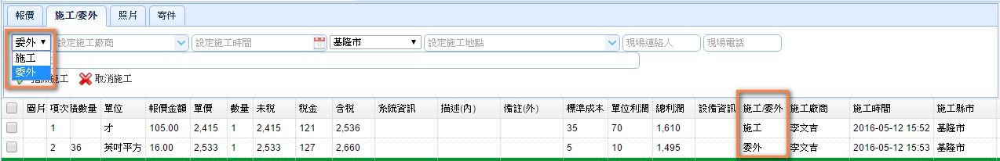 報價 施工/委外 照片 寄件
委外 設定施工廠商 設定施工時間 基隆市 設定施工地點 現場連絡人 現場電話
施工
委外
施工 取消施工
圖片 項次 積數量 單位 報價金額 單價 數量 未稅 稅金 含稅 系統資訊 描述(內) 備註(外) 標準成本 單位利潤 總利潤 設備資訊 施工/委外 施工廠商 施工時間 施工縣市
1 才 105.00 2,415 1 2,415 121 2,536 35 70 1,610 施工 李文吉 2016-05-12 15:52 基隆市
2 36 英吋平方 16.00 2,533 1 2,533 127 2,660 5 10 1,495 委外 李文吉 2016-05-12 15:53 基隆市